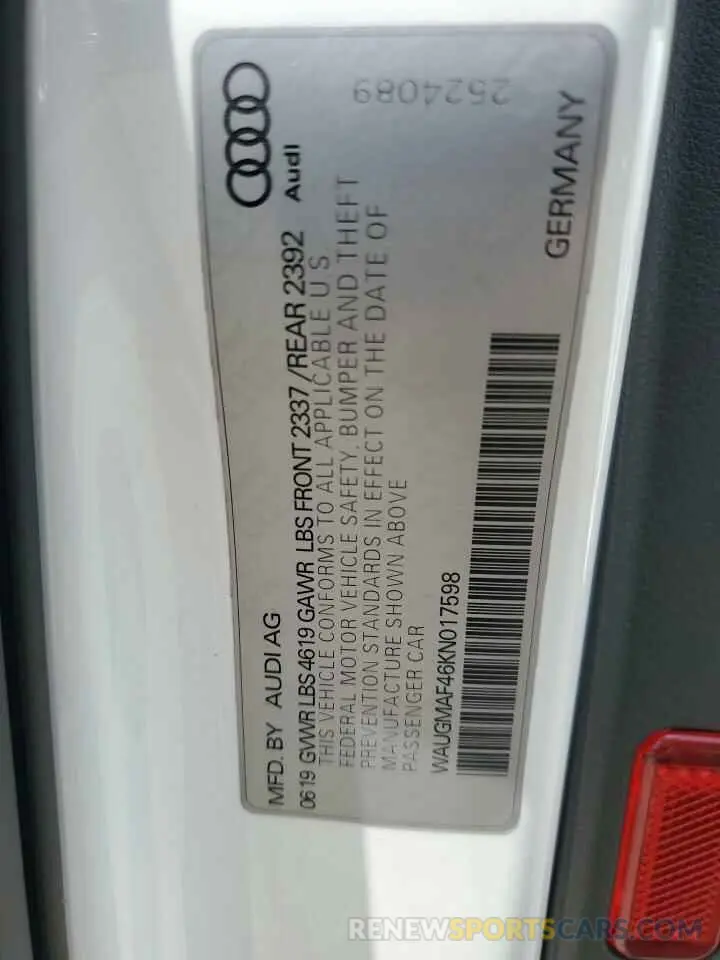 MFD. BY AUDI AG
Audi
06 19 GVWR LBS 4619 GAWR LBS FRONT 2337 /REAR 2392
THIS VEHICLE CONFORMS TO ALL APPLICABLE U S
FEDERAL MOTOR VEHICLE SAFETY. BUMPER AND THEFT
PREVENTION STANDARDS IN EFFECT ON THE DATE OF
MANUFACTURE SHOWN ABOVE
PASSENGER CAR
WAUGMAF46KN017598
GERMANY
2524089
RENEWSPORTSCARS.COM